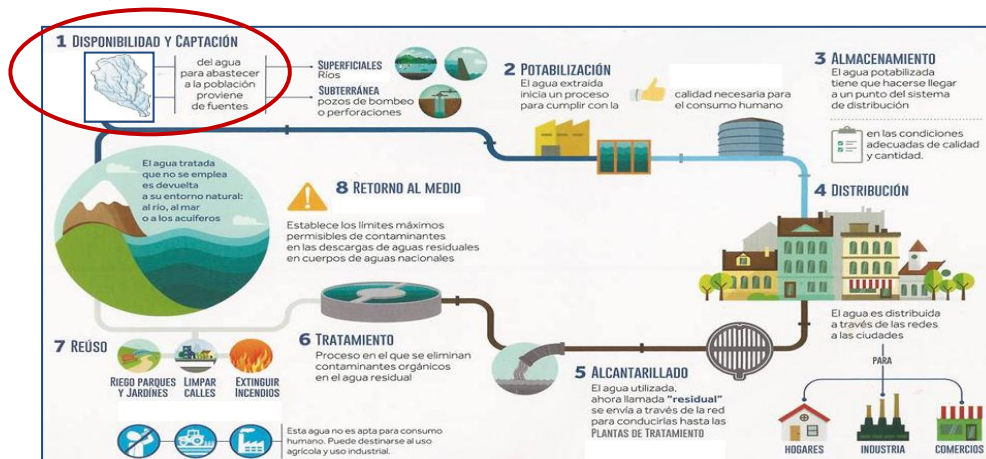 1 DISPONIBILIDAD Y CAPTACIÓN
del agua
para abastecer
a la población
proviene
de fuentes
SUPERFICIALES
Ríos
SUBTERRÁNEA
pozos de bombeo
o perforaciones
2 POTABILIZACIÓN
El agua extraída
inicia un proceso
para cumplir con la
calidad necesaria para
el consumo humano
3 ALMACENAMIENTO
El agua potabilizada
tiene que hacerse llegar
a un punto del sistema
de distribución
en las condiciones
adecuadas de calidad
y cantidad.
4 DISTRIBUCIÓN
El agua es distribuida
a través de las redes
a las ciudades
PARA
HOGARES
INDUSTRIA
COMERCIOS
5 ALCANTARILLADO
El agua utilizada,
ahora llamada "residual"
se envía a través de la red
para conducirlas hasta las
PLANTAS DE TRATAMIENTO
6 TRATAMIENTO
Proceso en el que se eliminan
contaminantes orgánicos
en el agua residual
7 REÚSO
RIEGO PARQUES
Y JARDÍNES
LIMPAR
CALLES
EXTINGUIR
INCENDIOS
Esta agua no es apta para consumo
humano. Puede destinarse al uso
agrícola y uso industrial.
8 RETORNO AL MEDIO
Establece los límites máximos
permisibles de contaminantes
en las descargas de aguas residuales
en cuerpos de aguas nacionales
El agua tratada
que no se emplea
es devuelta
a su entorno natural:
al río, al mar
o a los acuíferos